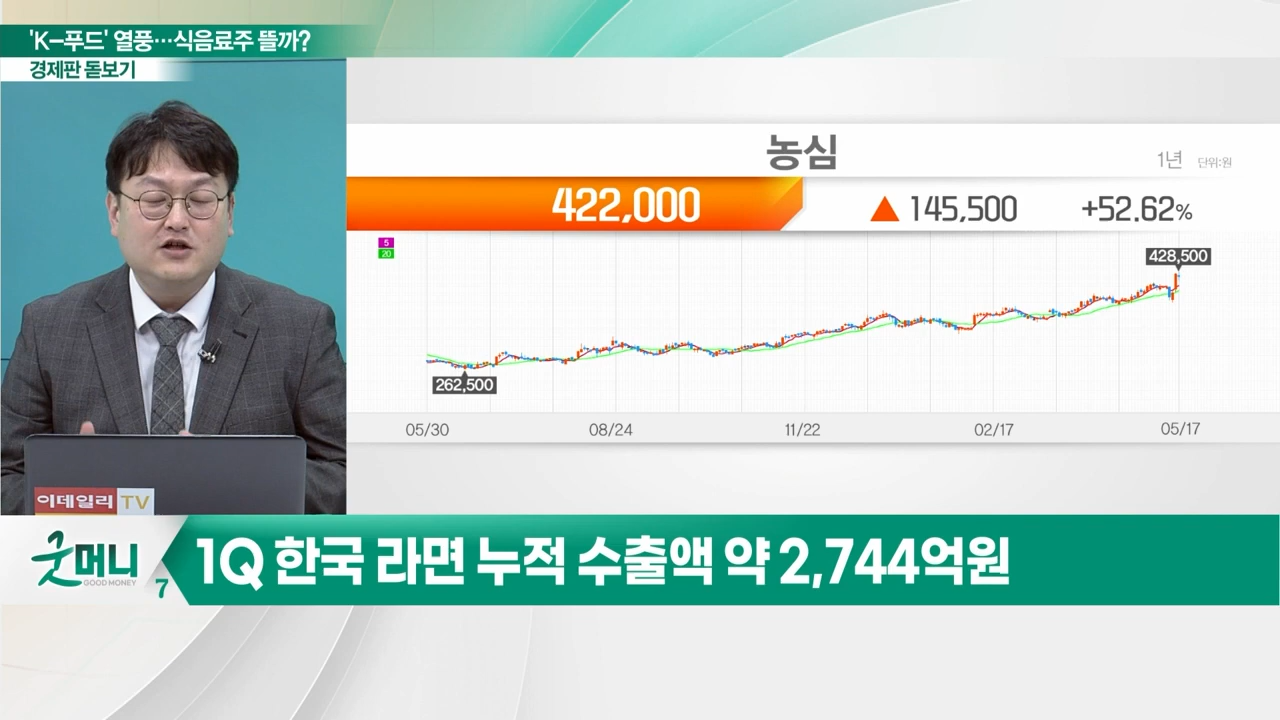 'K-푸드' 열풍…식음료주 뜰까?
경제판 돋보기
농심
1년 단위:원
422,000
▲ 145,500
+52.62%
5
20
428,500
262,500
05/30
08/24
11/22
02/17
05/17
이데일리 TV
굿머니
GOOD MONEY
7
1Q 한국 라면 누적 수출액 약 2,744억원